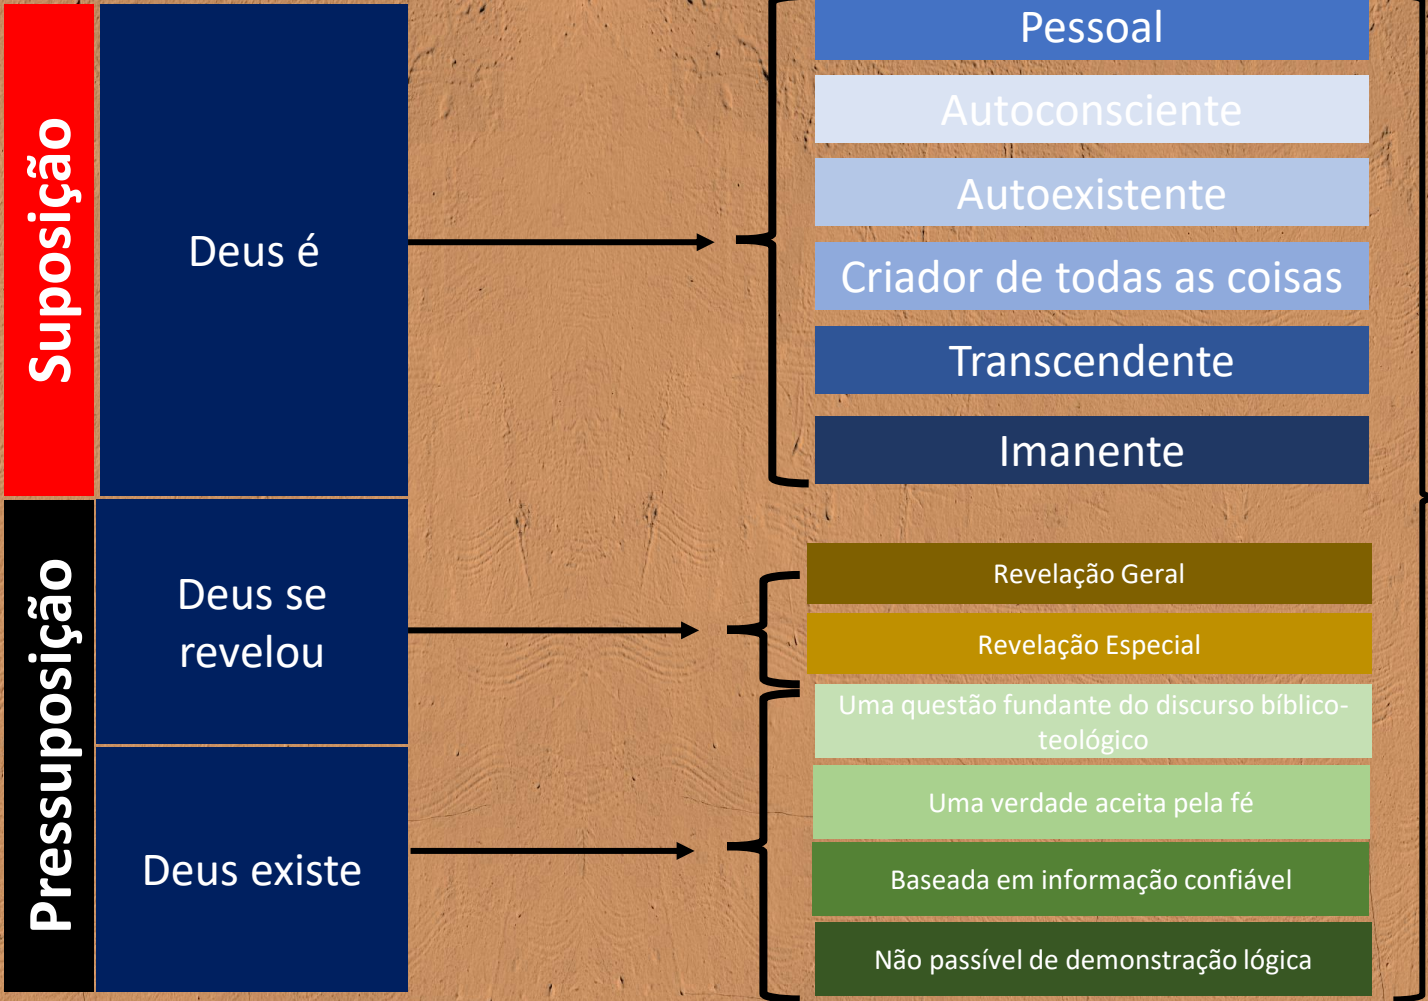 Suposição
Deus é
Pessoal
Autoconsciente
Autoexistente
Criador de todas as coisas
Transcendente
Imanente
Pressuposição
Deus se
revelou
Revelação Geral
Revelação Especial
Deus existe
Uma questão fundante do discurso bíblico-
teológico
Uma verdade aceita pela fé
Baseada em informação confiável
Não passível de demonstração lógica